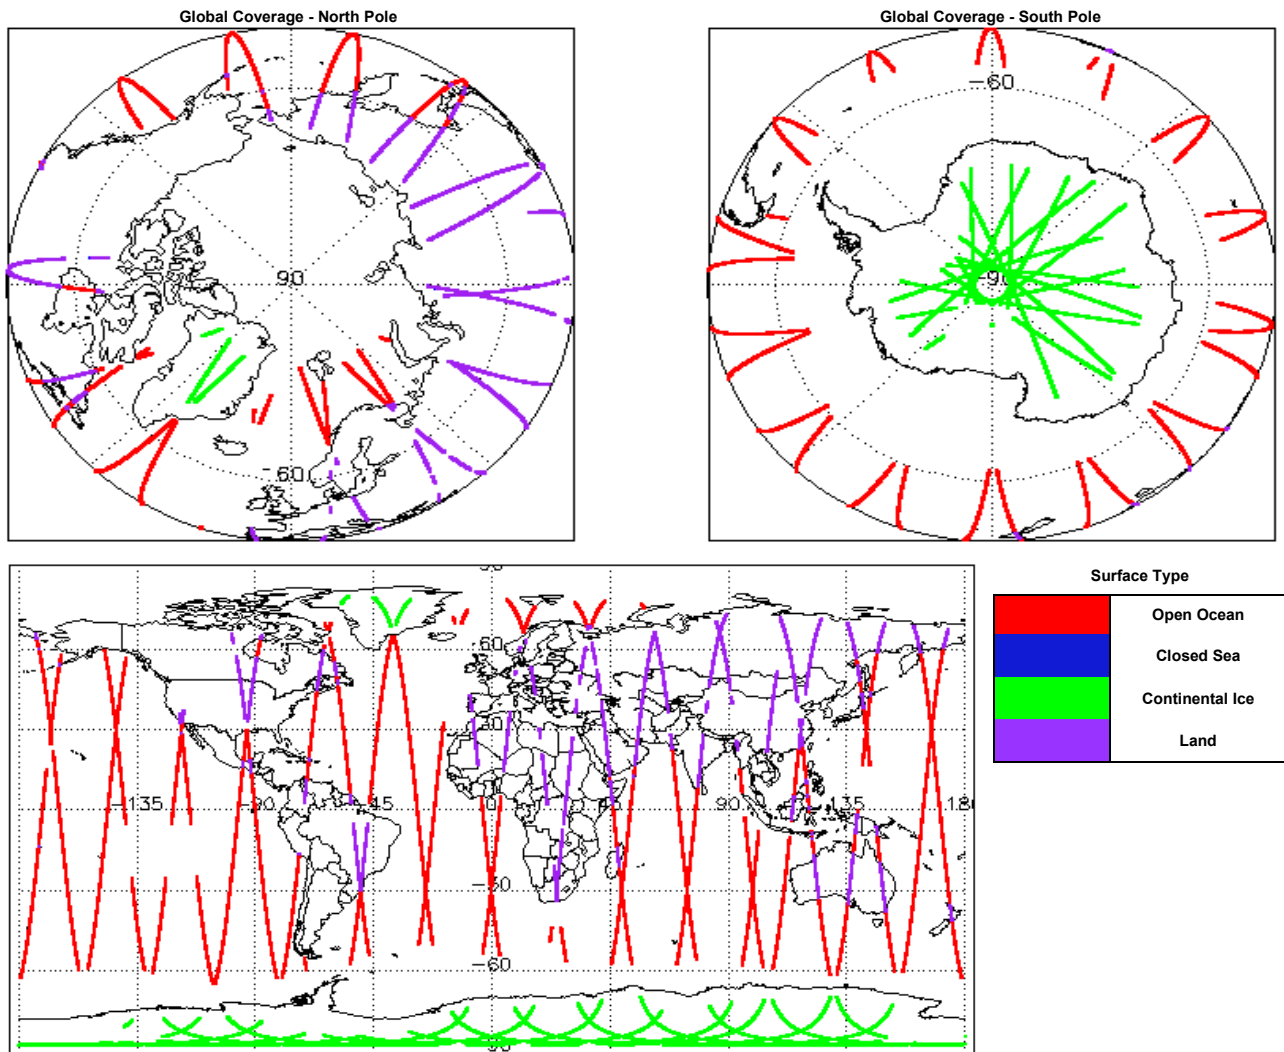 Global Coverage - North Pole
Global Coverage - South Pole
-60
90
-90
-60
Surface Type
Open Ocean
Closed Sea
Continental Ice
Land
60
30
-135 -90 -45 0 45 90 135 180
-30
-60